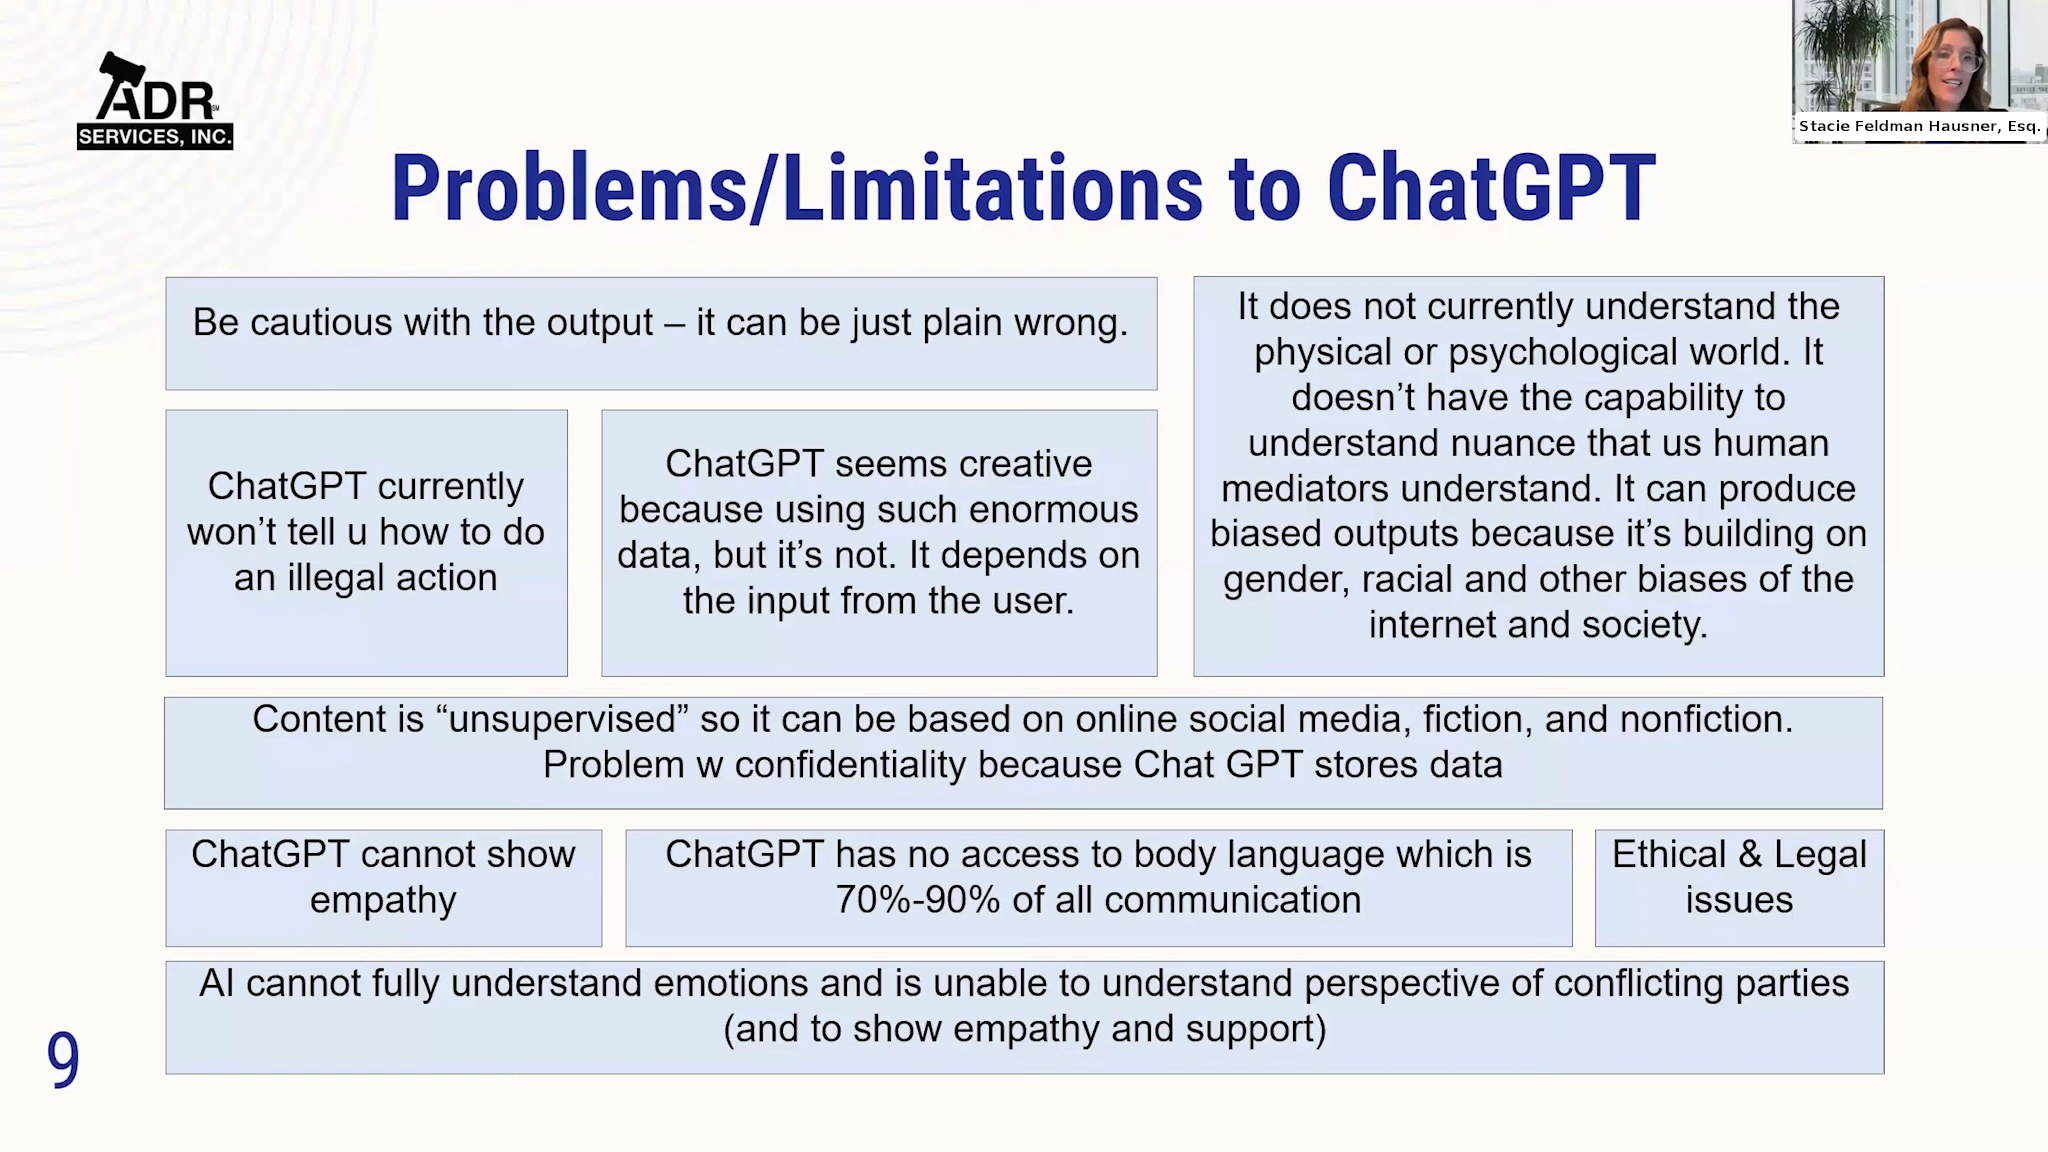 ADR
SM
SERVICES, INC.
Stacie Feldman Hausner, Esq.
Problems/Limitations to ChatGPT
Be cautious with the output – it can be just plain wrong.
ChatGPT currently
won’t tell u how to do
an illegal action
ChatGPT seems creative
because using such enormous
data, but it’s not. It depends on
the input from the user.
It does not currently understand the
physical or psychological world. It
doesn’t have the capability to
understand nuance that us human
mediators understand. It can produce
biased outputs because it’s building on
gender, racial and other biases of the
internet and society.
Content is “unsupervised” so it can be based on online social media, fiction, and nonfiction.
Problem w confidentiality because Chat GPT stores data
ChatGPT cannot show
empathy
ChatGPT has no access to body language which is
70%-90% of all communication
Ethical & Legal
issues
AI cannot fully understand emotions and is unable to understand perspective of conflicting parties
(and to show empathy and support)
9